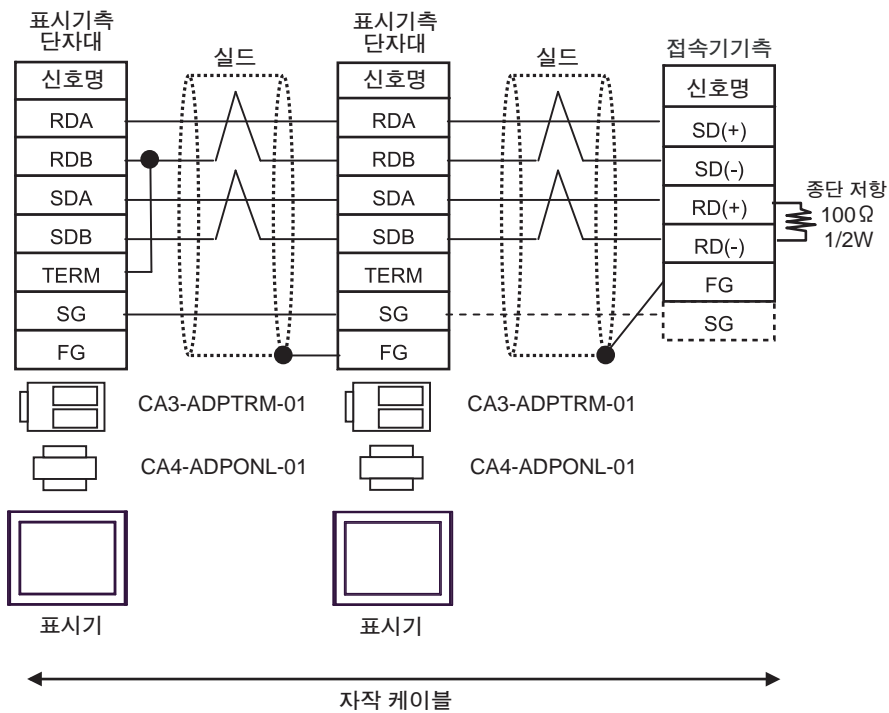 표시기측
단자대
신호명
RDA
RDB
SDA
SDB
TERM
SG
FG
실드
표시기측
단자대
신호명
RDA
RDB
SDA
SDB
TERM
SG
FG
실드
접속기기측
신호명
SD(+)
SD(-)
RD(+)
RD(-)
FG
SG
종단 저항
100Ω
1/2W
CA3-ADPTRM-01
CA3-ADPTRM-01
CA4-ADPONL-01
CA4-ADPONL-01
표시기
표시기
자작 케이블